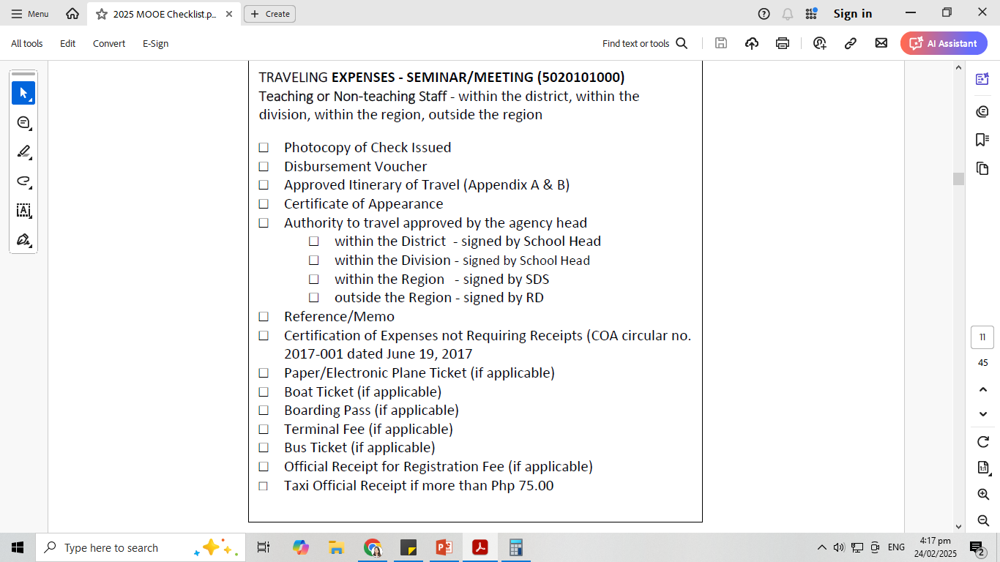 Menu
2025 MOOE Checklist.p...
Create
Sign in
All tools
Edit
Convert
E-Sign
Find text or tools
AI Assistant
TRAVELING EXPENSES - SEMINAR/MEETING (5020101000)
Teaching or Non-teaching Staff - within the district, within the
division, within the region, outside the region
Photocopy of Check Issued
Disbursement Voucher
Approved Itinerary of Travel (Appendix A & B)
Certificate of Appearance
Authority to travel approved by the agency head
within the District - signed by School Head
within the Division - signed by School Head
within the Region - signed by SDS
outside the Region - signed by RD
Reference/Memo
Certification of Expenses not Requiring Receipts (COA circular no.
2017-001 dated June 19, 2017
Paper/Electronic Plane Ticket (if applicable)
Boat Ticket (if applicable)
Boarding Pass (if applicable)
Terminal Fee (if applicable)
Bus Ticket (if applicable)
Official Receipt for Registration Fee (if applicable)
Taxi Official Receipt if more than Php 75.00
11
45
1:1
Type here to search
ENG
4:17 pm
24/02/2025
2